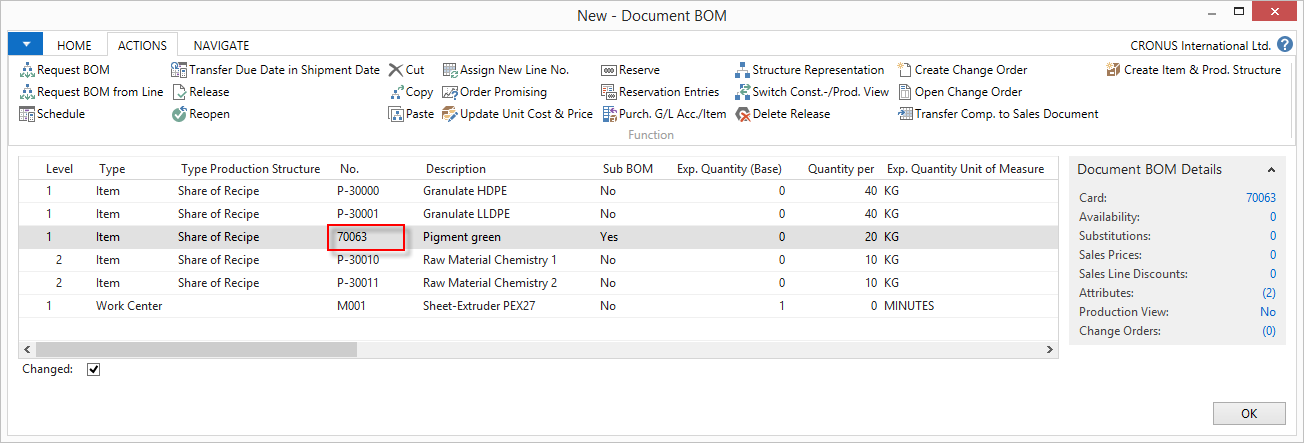 New - Document BOM
HOME ACTIONS NAVIGATE CRONUS International Ltd. ?
Request BOM Transfer Due Date in Shipment Date Cut Assign New Line No. Reserve Structure Representation Create Change Order Create Item & Prod. Structure
Request BOM from Line Release Copy Order Promising Reservation Entries Switch Const.-/Prod. View Open Change Order
Schedule Reopen Paste Update Unit Cost & Price Purch. G/L Acc./Item Delete Release Transfer Comp. to Sales Document
Function
Level Type Type Production Structure No. Description Sub BOM Exp. Quantity (Base) Quantity per Exp. Quantity Unit of Measure
1 Item Share of Recipe P-30000 Granulate HDPE No 0 40 KG
1 Item Share of Recipe P-30001 Granulate LLDPE No 0 40 KG
1 Item Share of Recipe 70063 Pigment green Yes 0 20 KG
2 Item Share of Recipe P-30010 Raw Material Chemistry 1 No 0 10 KG
2 Item Share of Recipe P-30011 Raw Material Chemistry 2 No 0 10 KG
1 Work Center M001 Sheet-Extruder PEX27 No 1 0 MINUTES
Document BOM Details
Card: 70063
Availability: 0
Substitutions: 0
Sales Prices: 0
Sales Line Discounts: 0
Attributes: (2)
Production View: No
Change Orders: (0)
Changed:
OK